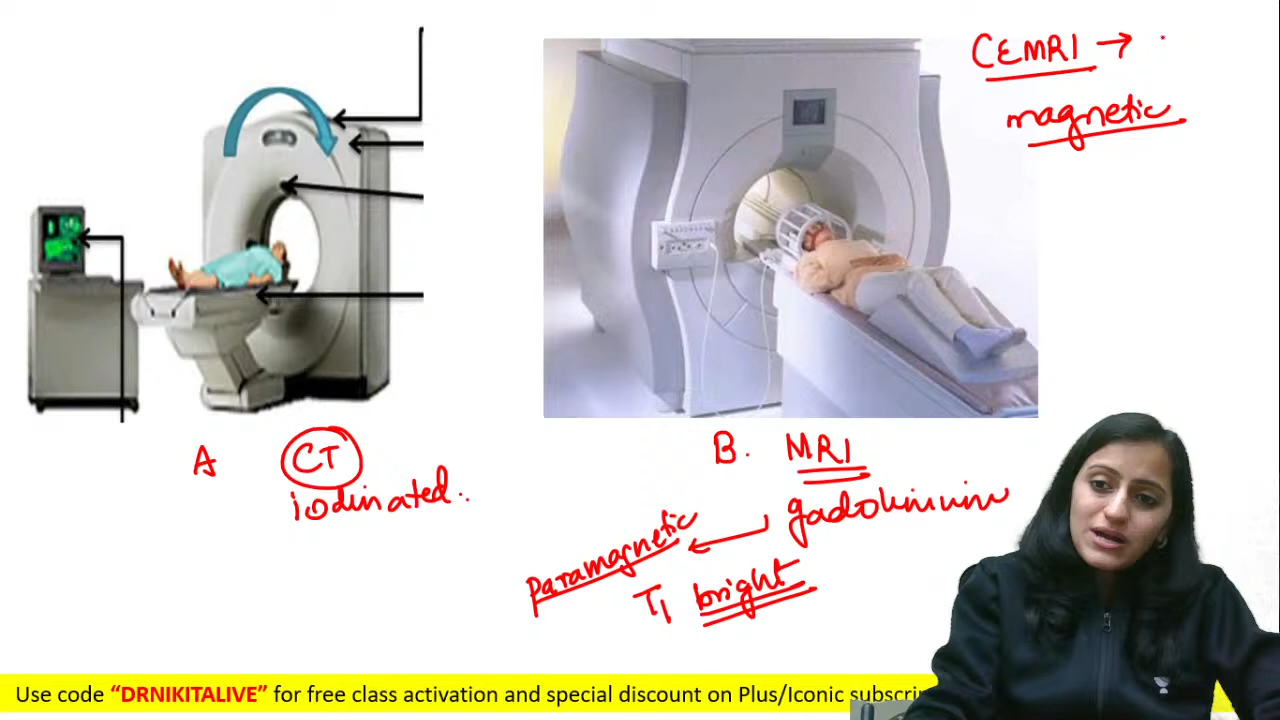 CEMRI →
magnetic
A CT
iodinated..
B. MRI
gadolinium
Paramagnetic
T1 bright
Use code “DRNIKITALIVE” for free class activation and special discount on Plus/Iconic